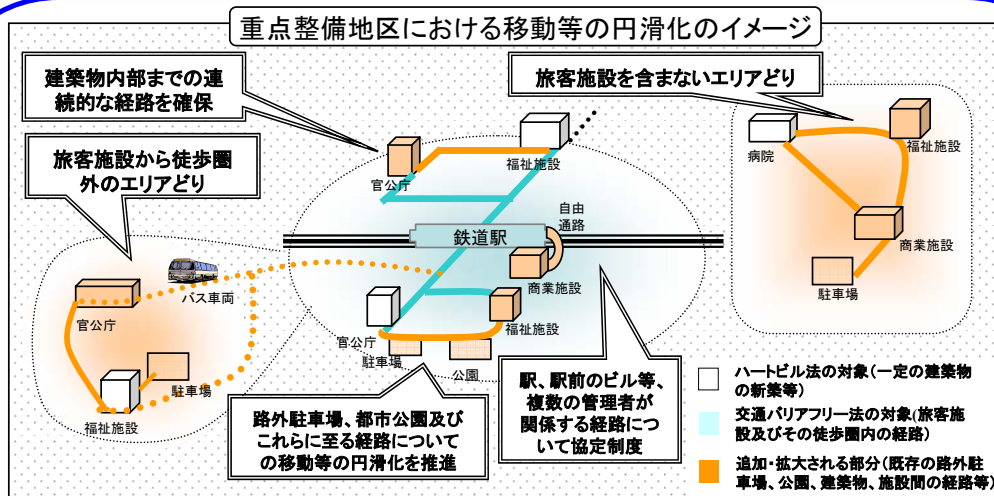 重点整備地区における移動等の円滑化のイメージ
建築物内部までの連
続的な経路を確保
旅客施設を含まないエリアどり
旅客施設から徒歩圏
外のエリアどり
官公庁
福祉施設
病院
福祉施設
自由
通路
鉄道駅
商業施設
商業施設
駐車場
バス車両
官公庁
福祉施設
官公庁
駐車場
公園
駐車場
福祉施設
路外駐車場、都市公園及び
これらに至る経路について
の移動等の円滑化を推進
駅、駅前のビル等、
複数の管理者が
関係する経路につ
いて協定制度
ハートビル法の対象(一定の建築物
の新築等)
交通バリアフリー法の対象(旅客施
設及びその徒歩圏内の経路)
追加・拡大される部分(既存の路外駐
車場、公園、建築物、施設間の経路等)